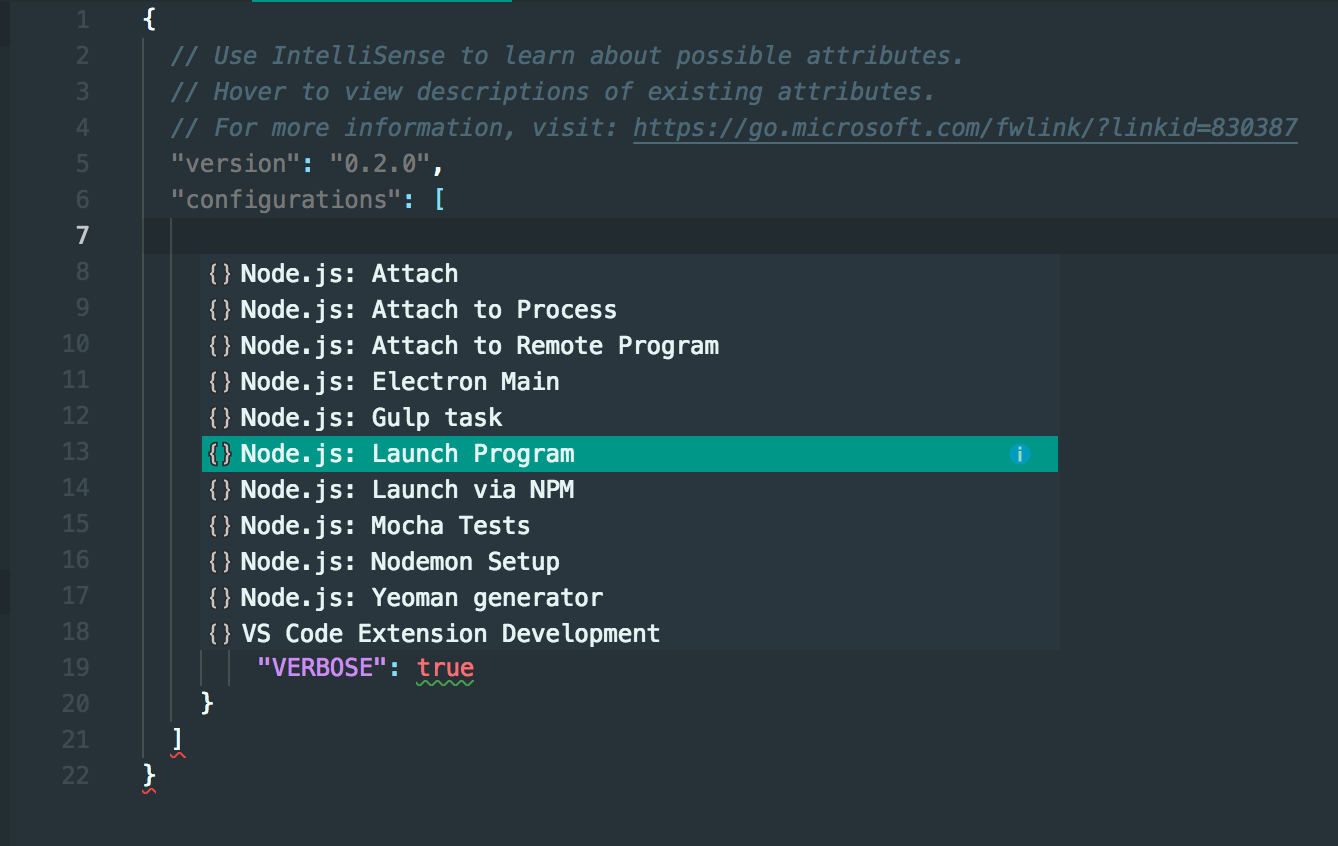 1 {
2 // Use IntelliSense to learn about possible attributes.
3 // Hover to view descriptions of existing attributes.
4 // For more information, visit: https://go.microsoft.com/fwlink/?linkid=830387
5 "version": "0.2.0",
6 "configurations": [
7
8 {} Node.js: Attach
9 {} Node.js: Attach to Process
10 {} Node.js: Attach to Remote Program
11 {} Node.js: Electron Main
12 {} Node.js: Gulp task
13 {} Node.js: Launch Program i
14 {} Node.js: Launch via NPM
15 {} Node.js: Mocha Tests
16 {} Node.js: Nodemon Setup
17 {} Node.js: Yeoman generator
18 {} VS Code Extension Development
19 "VERBOSE": true
20 }
21 ]
22 }